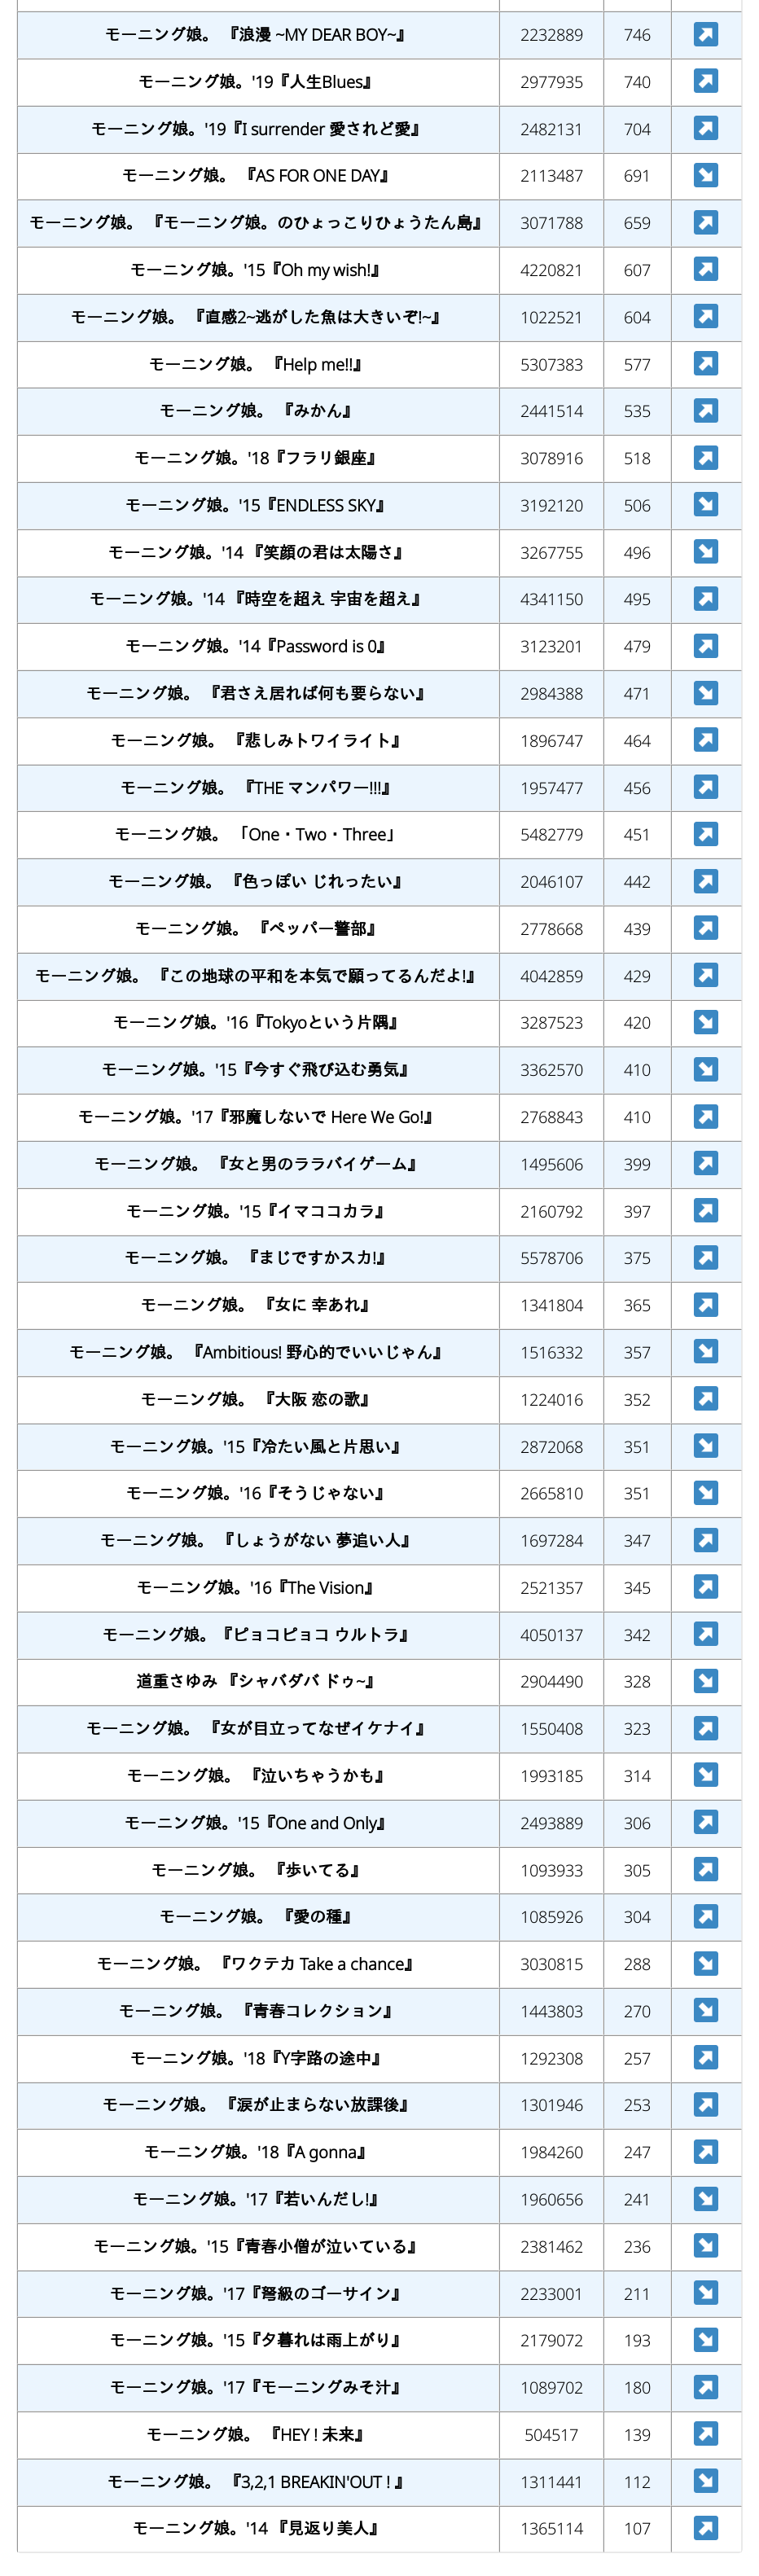 モーニング娘。 『浪漫 ~MY DEAR BOY~』 2232889 746
モーニング娘。'19『人生Blues』 2977935 740
モーニング娘。'19『I surrender 愛されど愛』 2482131 704
モーニング娘。 『AS FOR ONE DAY』 2113487 691
モーニング娘。 『モーニング娘。のひょっこりひょうたん島』 3071788 659
モーニング娘。'15『Oh my wish!』 4220821 607
モーニング娘。 『直感2~逃がした魚は大きいぞ!~』 1022521 604
モーニング娘。 『Help me!!』 5307383 577
モーニング娘。 『みかん』 2441514 535
モーニング娘。'18『フラリ銀座』 3078916 518
モーニング娘。'15『ENDLESS SKY』 3192120 506
モーニング娘。'14 『笑顔の君は太陽さ』 3267755 496
モーニング娘。'14 『時空を超え 宇宙を超え』 4341150 495
モーニング娘。'14『Password is 0』 3123201 479
モーニング娘。 『君さえ居れば何も要らない』 2984388 471
モーニング娘。 『悲しみトワイライト』 1896747 464
モーニング娘。 『THE マンパワー!!!』 1957477 456
モーニング娘。 「One・Two・Three」 5482779 451
モーニング娘。 『色っぽい じれったい』 2046107 442
モーニング娘。 『ペッパー警部』 2778668 439
モーニング娘。 『この地球の平和を本気で願ってるんだよ!』 4042859 429
モーニング娘。'16『Tokyoという片隅』 3287523 420
モーニング娘。'15『今すぐ飛び込む勇気』 3362570 410
モーニング娘。'17『邪魔しないで Here We Go!』 2768843 410
モーニング娘。 『女と男のララバイゲーム』 1495606 399
モーニング娘。'15『イマココカラ』 2160792 397
モーニング娘。 『まじですかスカ!』 5578706 375
モーニング娘。 『女に 幸あれ』 1341804 365
モーニング娘。 『Ambitious! 野心的でいいじゃん』 1516332 357
モーニング娘。 『大阪 恋の歌』 1224016 352
モーニング娘。'15『冷たい風と片思い』 2872068 351
モーニング娘。'16『そうじゃない』 2665810 351
モーニング娘。 『しょうがない 夢追い人』 1697284 347
モーニング娘。'16『The Vision』 2521357 345
モーニング娘。『ピョコピョコ ウルトラ』 4050137 342
道重さゆみ 『シャバダバ ドゥ~』 2904490 328
モーニング娘。 『女が目立ってなぜイケナイ』 1550408 323
モーニング娘。 『泣いちゃうかも』 1993185 314
モーニング娘。'15『One and Only』 2493889 306
モーニング娘。 『歩いてる』 1093933 305
モーニング娘。 『愛の種』 1085926 304
モーニング娘。 『ワクテカ Take a chance』 3030815 288
モーニング娘。 『青春コレクション』 1443803 270
モーニング娘。'18『Y字路の途中』 1292308 257
モーニング娘。 『涙が止まらない放課後』 1301946 253
モーニング娘。'18『A gonna』 1984260 247
モーニング娘。'17『若いんだし!』 1960656 241
モーニング娘。'15『青春小僧が泣いている』 2381462 236
モーニング娘。'17『弩級のゴーサイン』 2233001 211
モーニング娘。'15『夕暮れは雨上がり』 2179072 193
モーニング娘。'17『モーニングみそ汁』 1089702 180
モーニング娘。 『HEY ! 未来』 504517 139
モーニング娘。 『3,2,1 BREAKIN'OUT ! 』 1311441 112
モーニング娘。'14 『見返り美人』 1365114 107